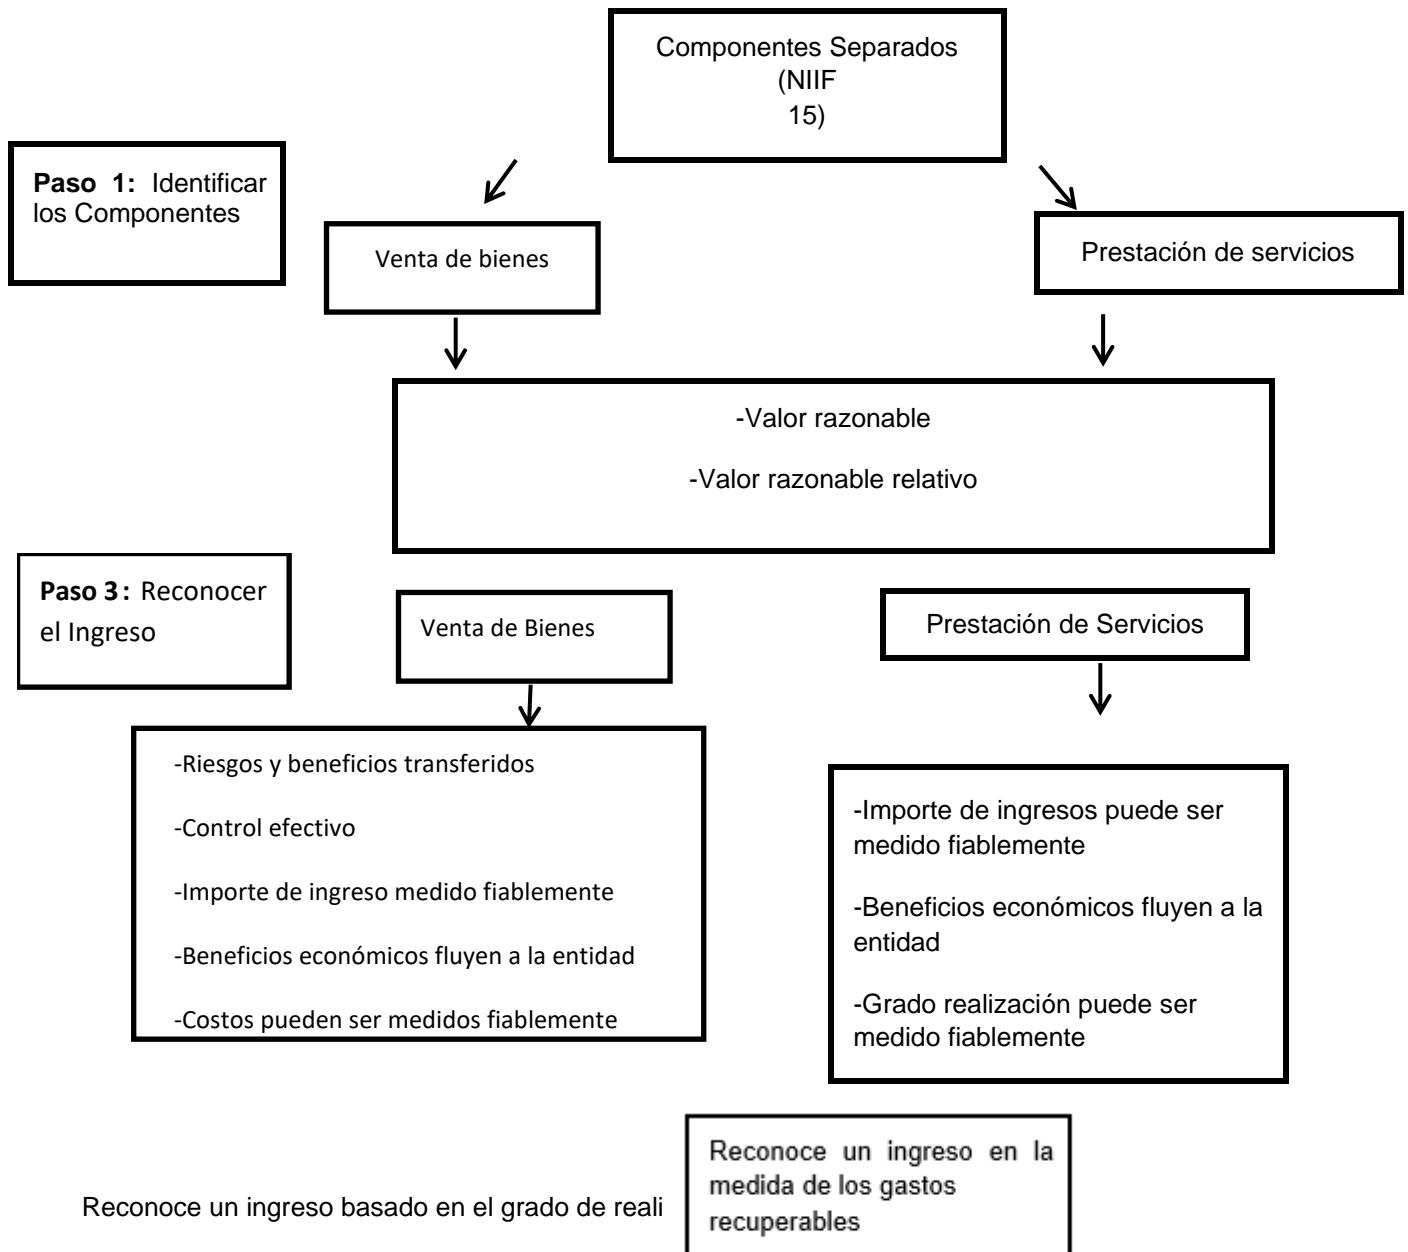 Componentes Separados
(NIIF
15)
Paso 1: Identificar
los Componentes
Venta de bienes
Prestación de servicios
-Valor razonable
-Valor razonable relativo
Paso 3: Reconocer
el Ingreso
Venta de Bienes
Prestación de Servicios
-Riesgos y beneficios transferidos
-Control efectivo
-Importe de ingreso medido fiablemente
-Beneficios económicos fluyen a la entidad
-Costos pueden ser medidos fiablemente
-Importe de ingresos puede ser
medido fiablemente
-Beneficios económicos fluyen a la
entidad
-Grado realización puede ser
medido fiablemente
Reconoce un ingreso basado en el grado de reali
Reconoce un ingreso en la
medida de los gastos
recuperables